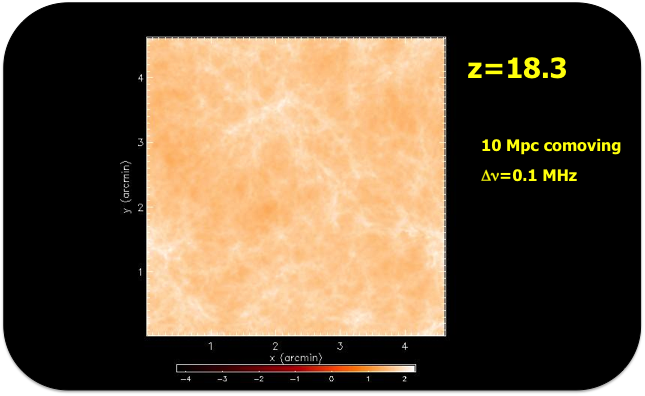 z=18.3
10 Mpc comoving
Δν=0.1 MHz
y (arcmin)
4
3
2
1
1 2 3 4
x (arcmin)
-4 -3 -2 -1 0 1 2